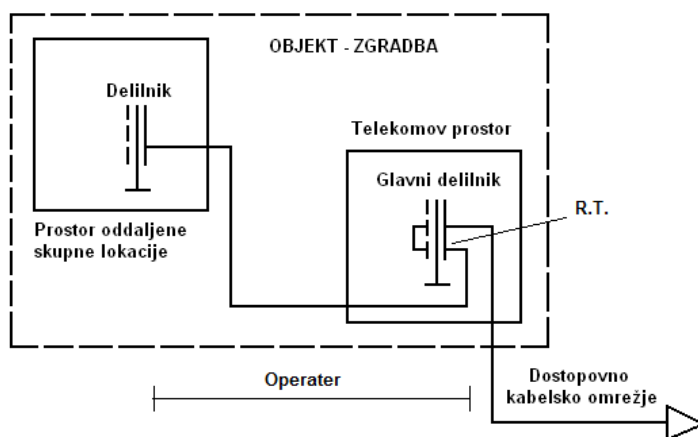 OBJEKT - ZGRADBA
Delilnik
Telekomov prostor
Glavni delilnik
R.T.
Prostor oddaljene
skupne lokacije
Operater
Dostopovno
kabelsko omrežje